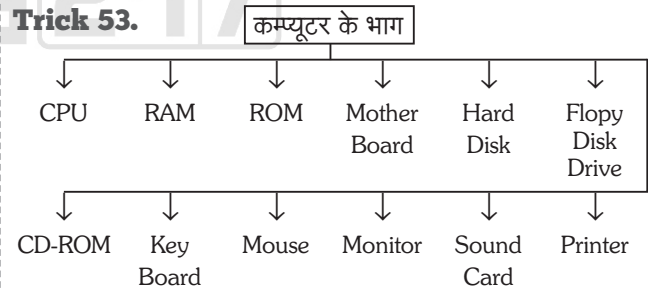 Trick 53.
कम्प्यूटर के भाग
CPU RAM ROM Mother Board Hard Disk Flopy Disk Drive
CD-ROM Key Board Mouse Monitor Sound Card Printer